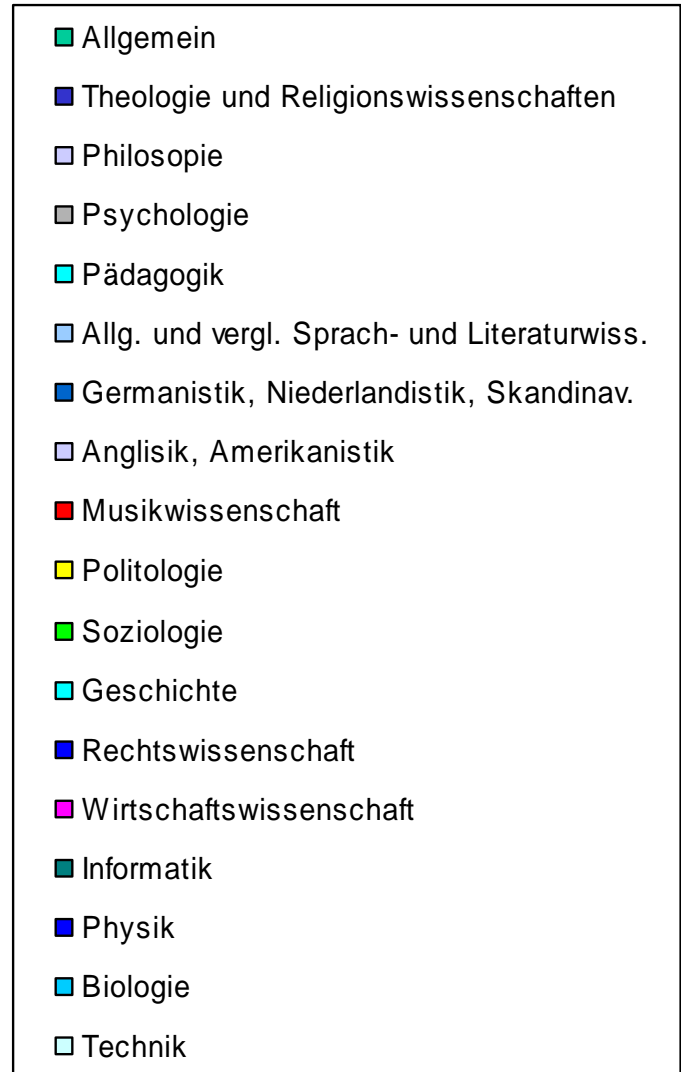 Allgemein
Theologie und Religionswissenschaften
Philosopie
Psychologie
Pädagogik
Allg. und vergl. Sprach- und Literaturwiss.
Germanistik, Niederlandistik, Skandinav.
Anglisik, Amerikanistik
Musikwissenschaft
Politologie
Soziologie
Geschichte
Rechtswissenschaft
Wirtschaftswissenschaft
Informatik
Physik
Biologie
Technik